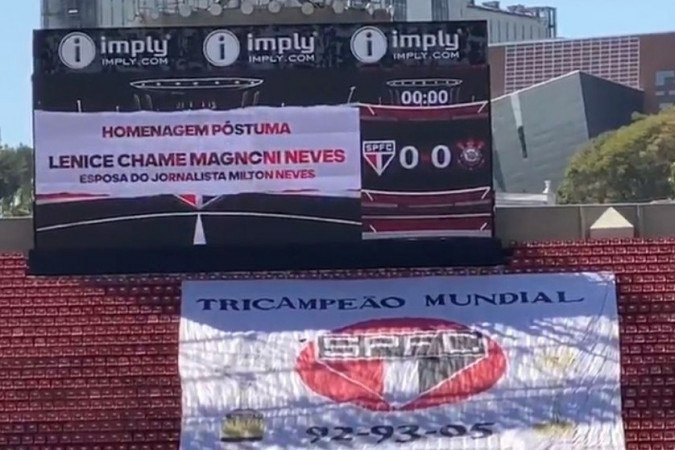 imply IMPLY.COM imply IMPLY.COM imply IMPLY.COM
HOMENAGEM PÓSTUMA
LENICE CHAME MAGNONI NEVES
ESPOSA DO JORNALISTA MILTON NEVES
00:00
SPFC 0 0
TRICAMPEÃO MUNDIAL
SPFC
92-93-05